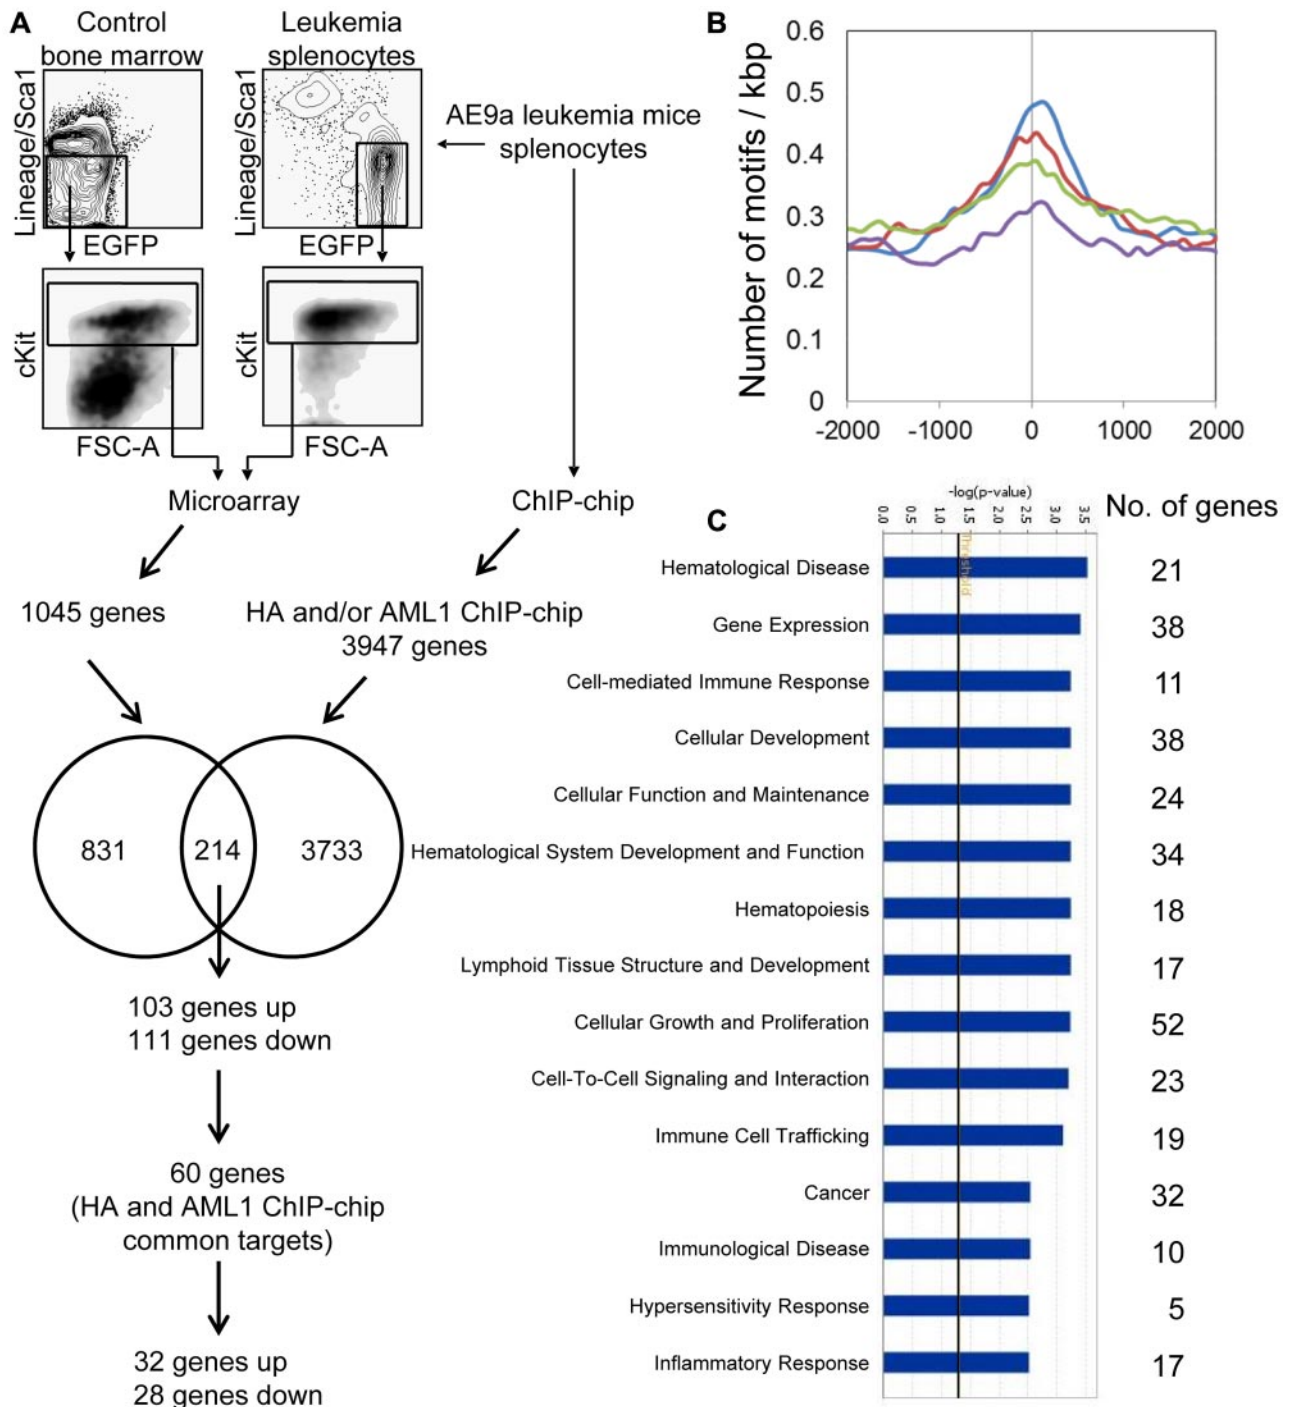 A
Control
bone marrow
Leukemia
splenocytes
Lineage/Sca1
EGFP
Lineage/Sca1
EGFP
AE9a leukemia mice
splenocytes
cKit
FSC-A
cKit
FSC-A
Microarray
ChIP-chip
1045 genes
HA and/or AML1 ChIP-chip
3947 genes
831
214
3733
103 genes up
111 genes down
60 genes
(HA and AML1 ChIP-chip
common targets)
32 genes up
28 genes down
B
Number of motifs / kbp
0.6
0.5
0.4
0.3
0.2
0.1
0
-2000
-1000
0
1000
2000
C
-log(p-value)
No. of genes
0.0
0.5
1.0
1.5
2.0
2.5
3.0
3.5
Threshold
Hematological Disease 21
Gene Expression 38
Cell-mediated Immune Response 11
Cellular Development 38
Cellular Function and Maintenance 24
Hematological System Development and Function 34
Hematopoiesis 18
Lymphoid Tissue Structure and Development 17
Cellular Growth and Proliferation 52
Cell-To-Cell Signaling and Interaction 23
Immune Cell Trafficking 19
Cancer 32
Immunological Disease 10
Hypersensitivity Response 5
Inflammatory Response 17